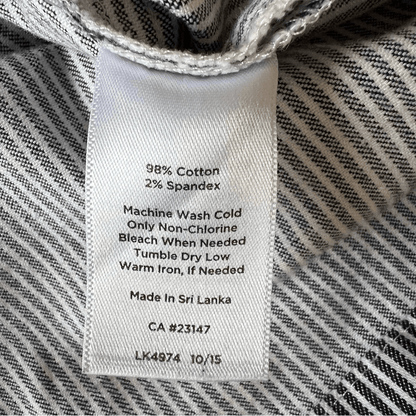 98% Cotton
2% Spandex
Machine Wash Cold
Only Non-Chlorine
Bleach When Needed
Tumble Dry Low
Warm Iron, If Needed
Made In Sri Lanka
CA #23147
LK4974 10/15